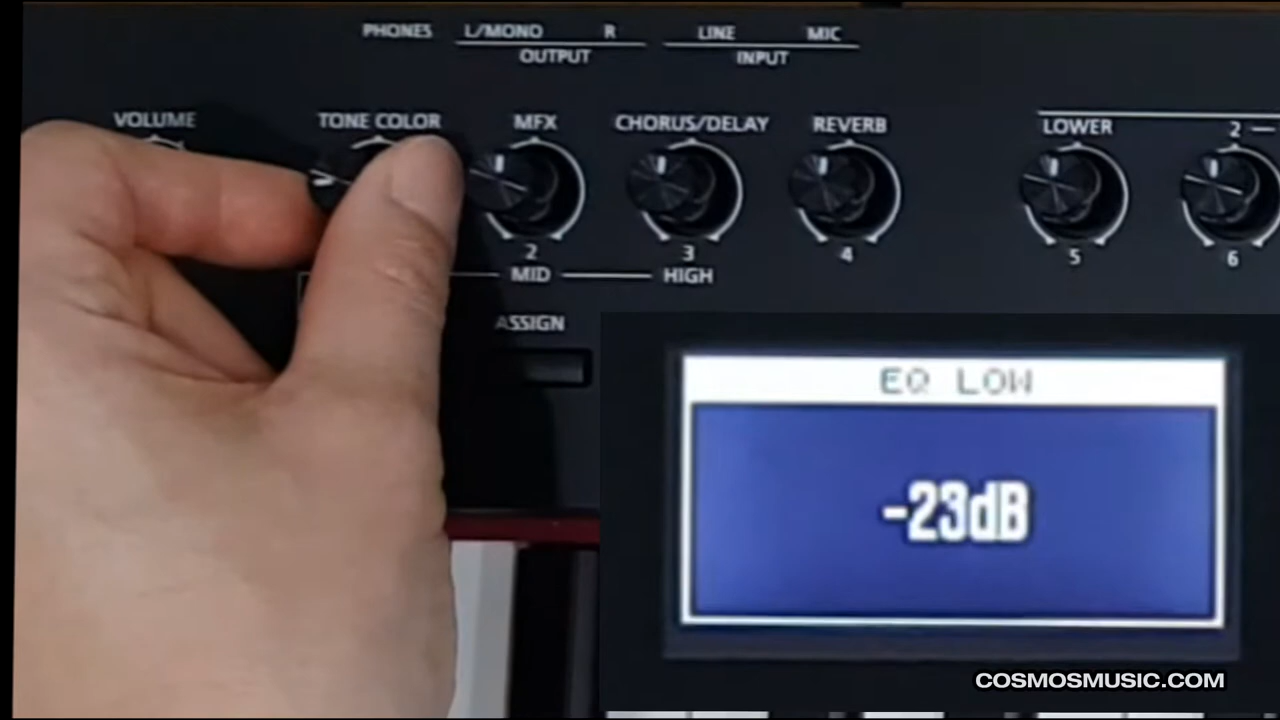 PHONES L/MONO R LINE MIC
OUTPUT INPUT
VOLUME TONE COLOR MFX CHORUS/DELAY REVERB LOWER 2
2 3 4 5 6
MID HIGH
ASSIGN
EQ LOW
-23dB
COSMOSMUSIC.COM